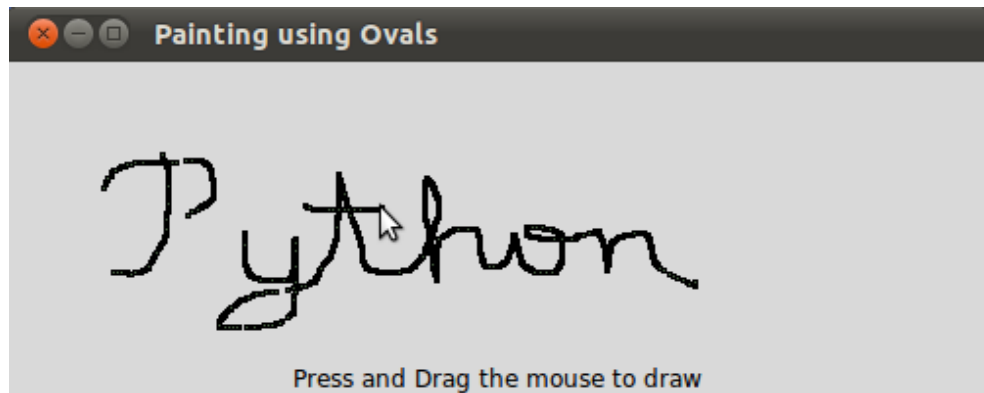 Painting using Ovals
Python
Press and Drag the mouse to draw